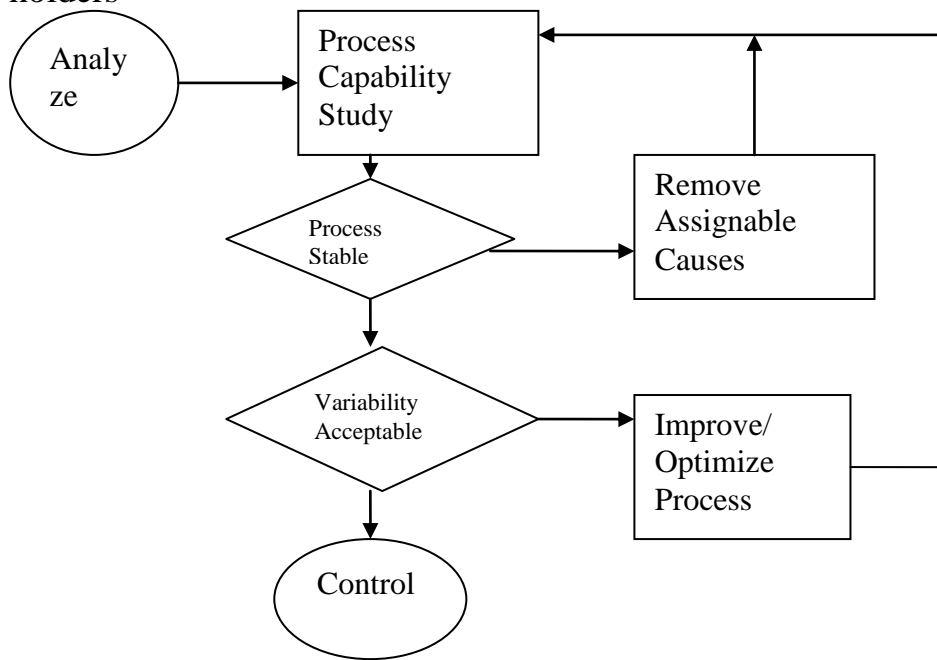 holders
Analy
ze
Process
Capability
Study
Process
Stable
Remove
Assignable
Causes
Variability
Acceptable
Improve/
Optimize
Process
Control